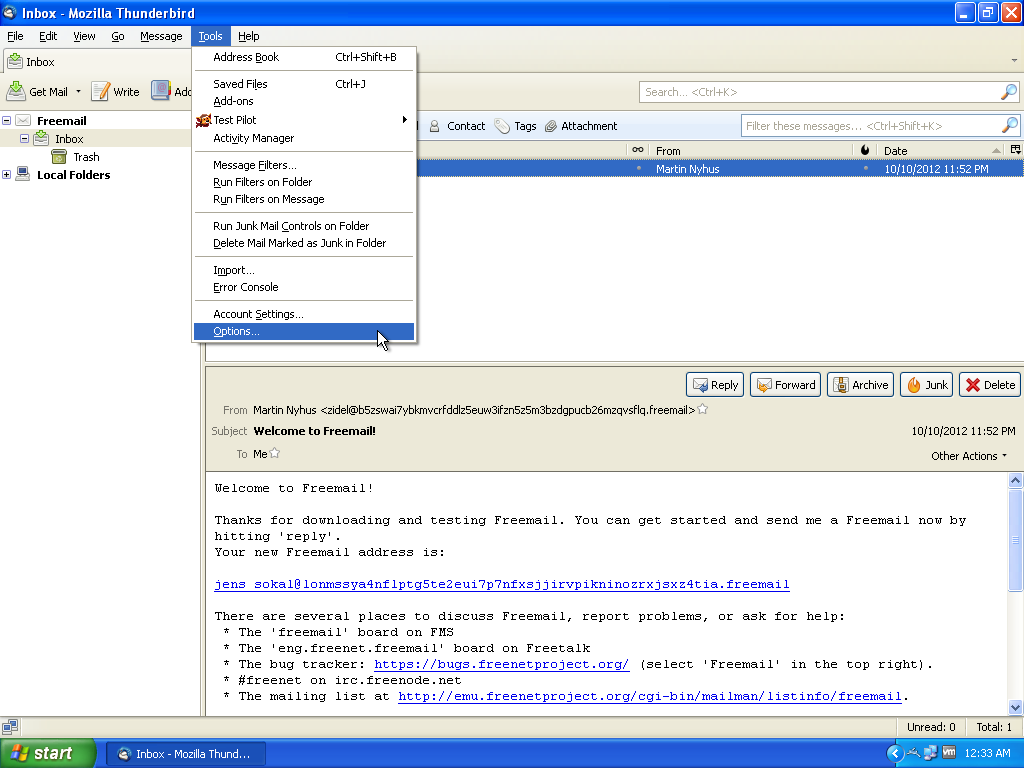 Inbox - Mozilla Thunderbird
File Edit View Go Message Tools Help
Inbox
Get Mail Write Add
Search... <Ctrl+K>
Address Book Ctrl+Shift+B
Saved Files Ctrl+J
Add-ons
Test Pilot
Activity Manager
Message Filters...
Run Filters on Folder
Run Filters on Message
Run Junk Mail Controls on Folder
Delete Mail Marked as Junk in Folder
Import...
Error Console
Account Settings...
Options...
Freemail
Inbox
Trash
Local Folders
Contact Tags Attachment
Filter these messages... <Ctrl+Shift+K>
From Date
Martin Nyhus 10/10/2012 11:52 PM
Reply Forward Archive Junk Delete
From Martin Nyhus <zidel@b5zswai7ybkmvcrfddlz5euw3ifzn5z5m3bzdgpucb26mzqvsflq.freemail>
Subject Welcome to Freemail! 10/10/2012 11:52 PM
To Me
Other Actions
Welcome to Freemail!
Thanks for downloading and testing Freemail. You can get started and send me a Freemail now by
hitting 'reply'.
Your new Freemail address is:
jens_sokal@lonmssya4nflptg5te2eui7p7nfxsjjirvpikninozrxjsxz4tia.freemail
There are several places to discuss Freemail, report problems, or ask for help:
* The 'freemail' board on FMS
* The 'eng.freenet.freemail' board on Freetalk
* The bug tracker: https://bugs.freenetproject.org/ (select 'Freemail' in the top right).
* #freenet on irc.freenode.net
* The mailing list at http://emu.freenetproject.org/cgi-bin/mailman/listinfo/freemail.
Unread: 0 Total: 1
start Inbox - Mozilla Thund... 12:33 AM